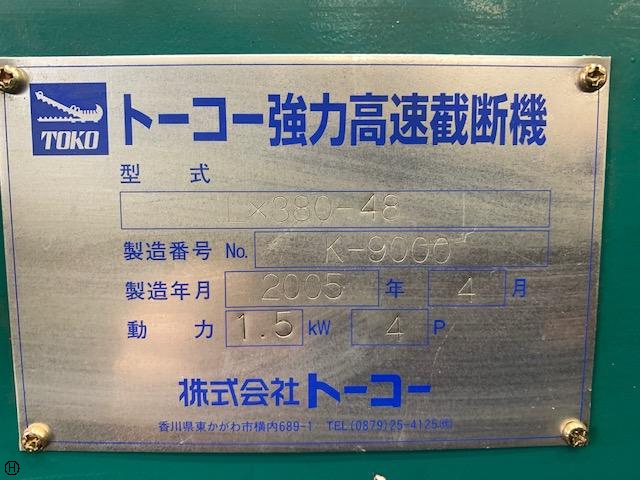 TOKO トーコー強力高速截断機
型式
L×380-48
製造番号 No. K-9000
製造年月 2005 年 4 月
動力 1.5 kW 4 P
株式会社トーコー
香川県東かがわ市横内689-1 TEL(0879)25-4125㈹
H